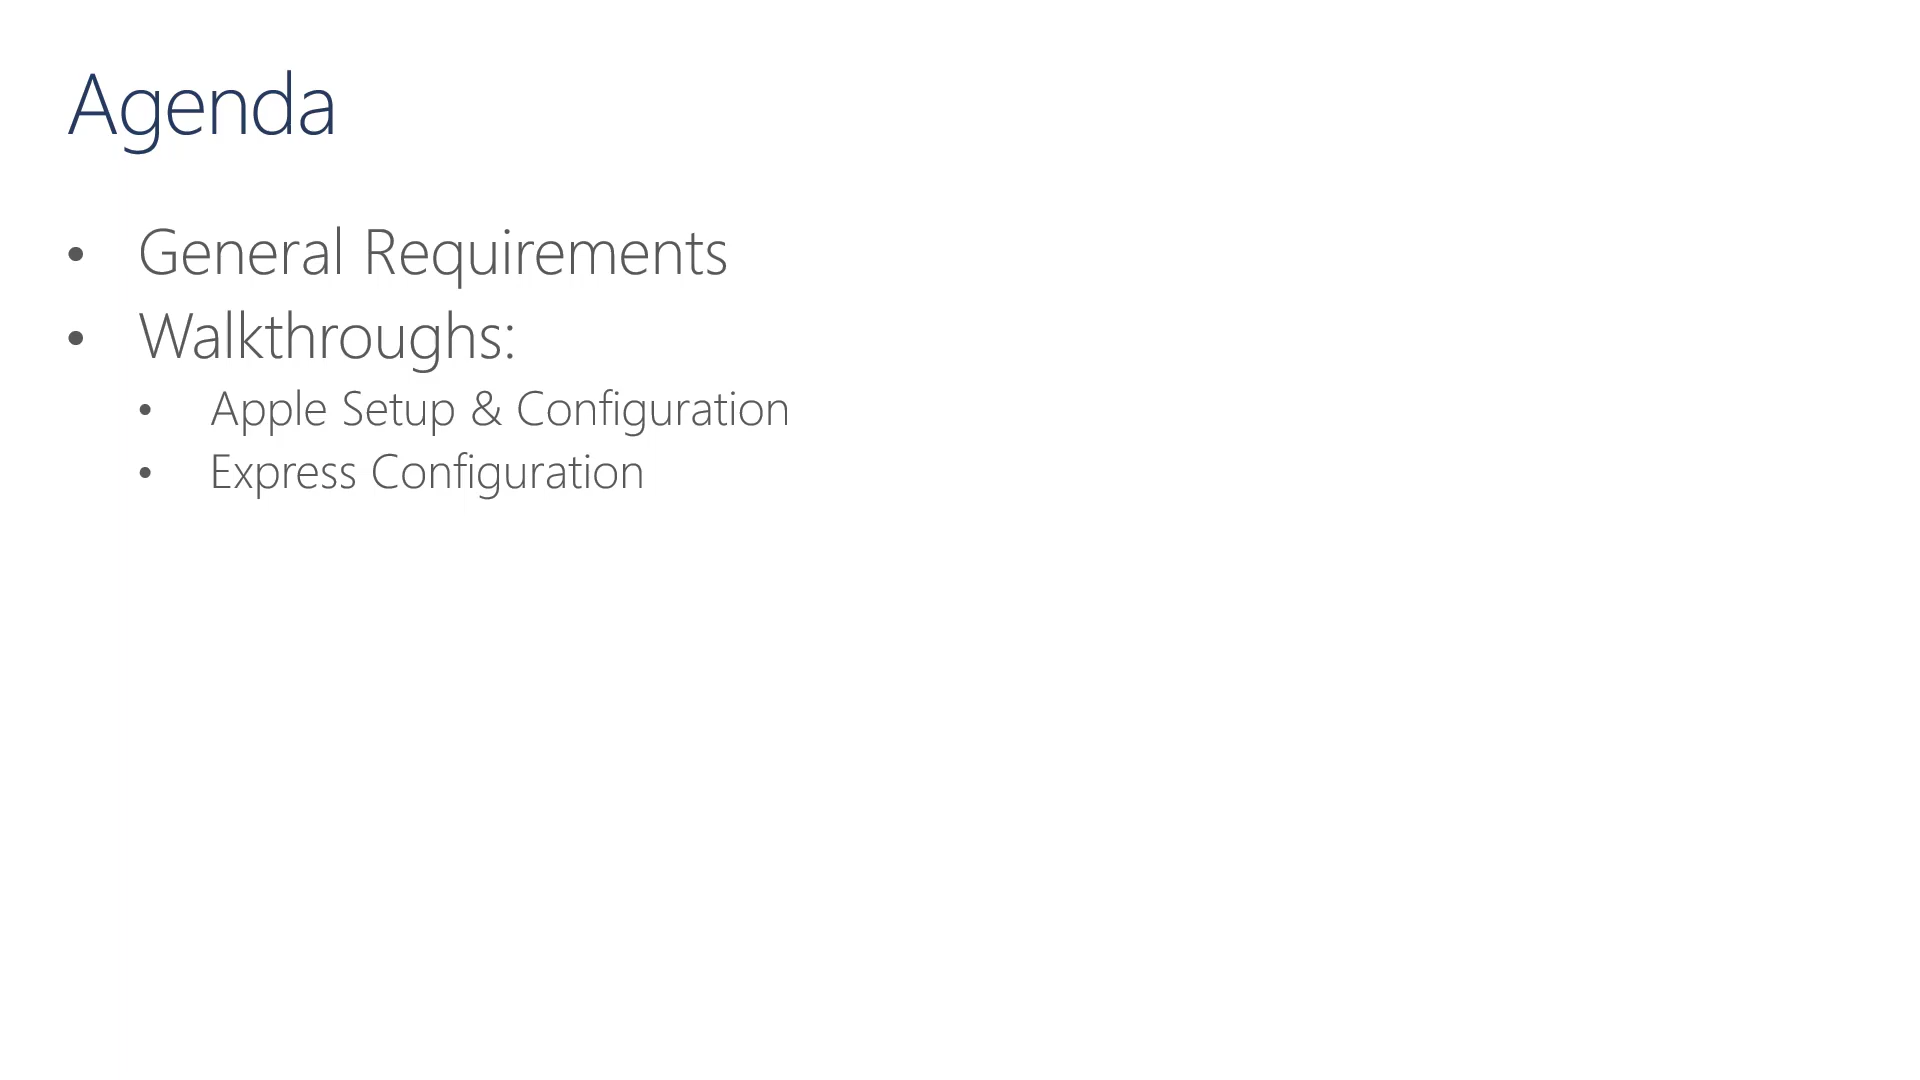 Agenda
• General Requirements
• Walkthroughs:
• Apple Setup & Configuration
• Express Configuration